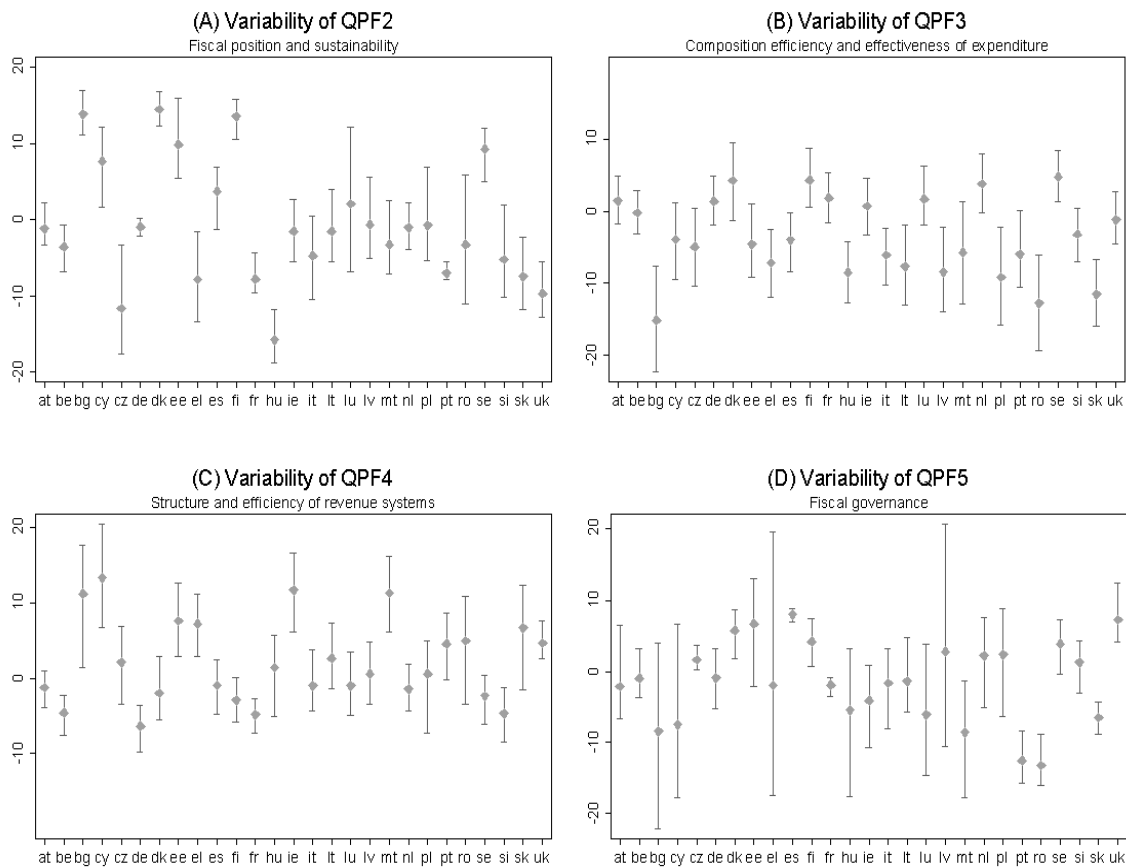 (A) Variability of QPF2
Fiscal position and sustainability
20
10
0
-10
-20
at be bg cy cz de dk ee el es fi fr hu ie it lt lu lv mt nl pl pt ro se si sk uk
(B) Variability of QPF3
Composition efficiency and effectiveness of expenditure
10
0
-10
-20
at be bg cy cz de dk ee el es fi fr hu ie it lt lu lv mt nl pl pt ro se si sk uk
(C) Variability of QPF4
Structure and efficiency of revenue systems
20
10
0
-10
at be bg cy cz de dk ee el es fi fr hu ie it lt lu lv mt nl pl pt ro se si sk uk
(D) Variability of QPF5
Fiscal governance
20
10
0
-10
-20
at be bg cy cz de dk ee el es fi fr hu ie it lt lu lv mt nl pl pt ro se si sk uk